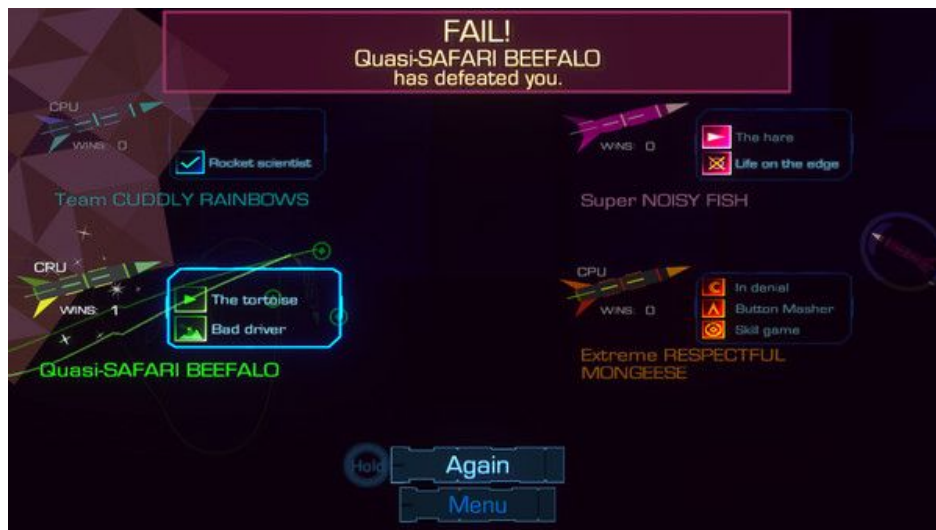 FAIL!
Quasi-SAFARI BEEFALO
has defeated you.
CPU
WINS: 0
Rocket scientist
Team CUDDLY RAINBOWS
WINS: 0
The hare
Life on the edge
Super NOISY FISH
CPU
WINS: 1
The tortoise
Bad driver
Quasi-SAFARI BEEFALO
CPU
WINS: 0
In denial
Button Masher
Skill game
Extreme RESPECTFUL
MONGEESE
Hold
Again
Menu